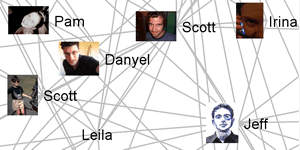 Pam
Scott
Irina
Danyel
Scott
Leila
Jeff